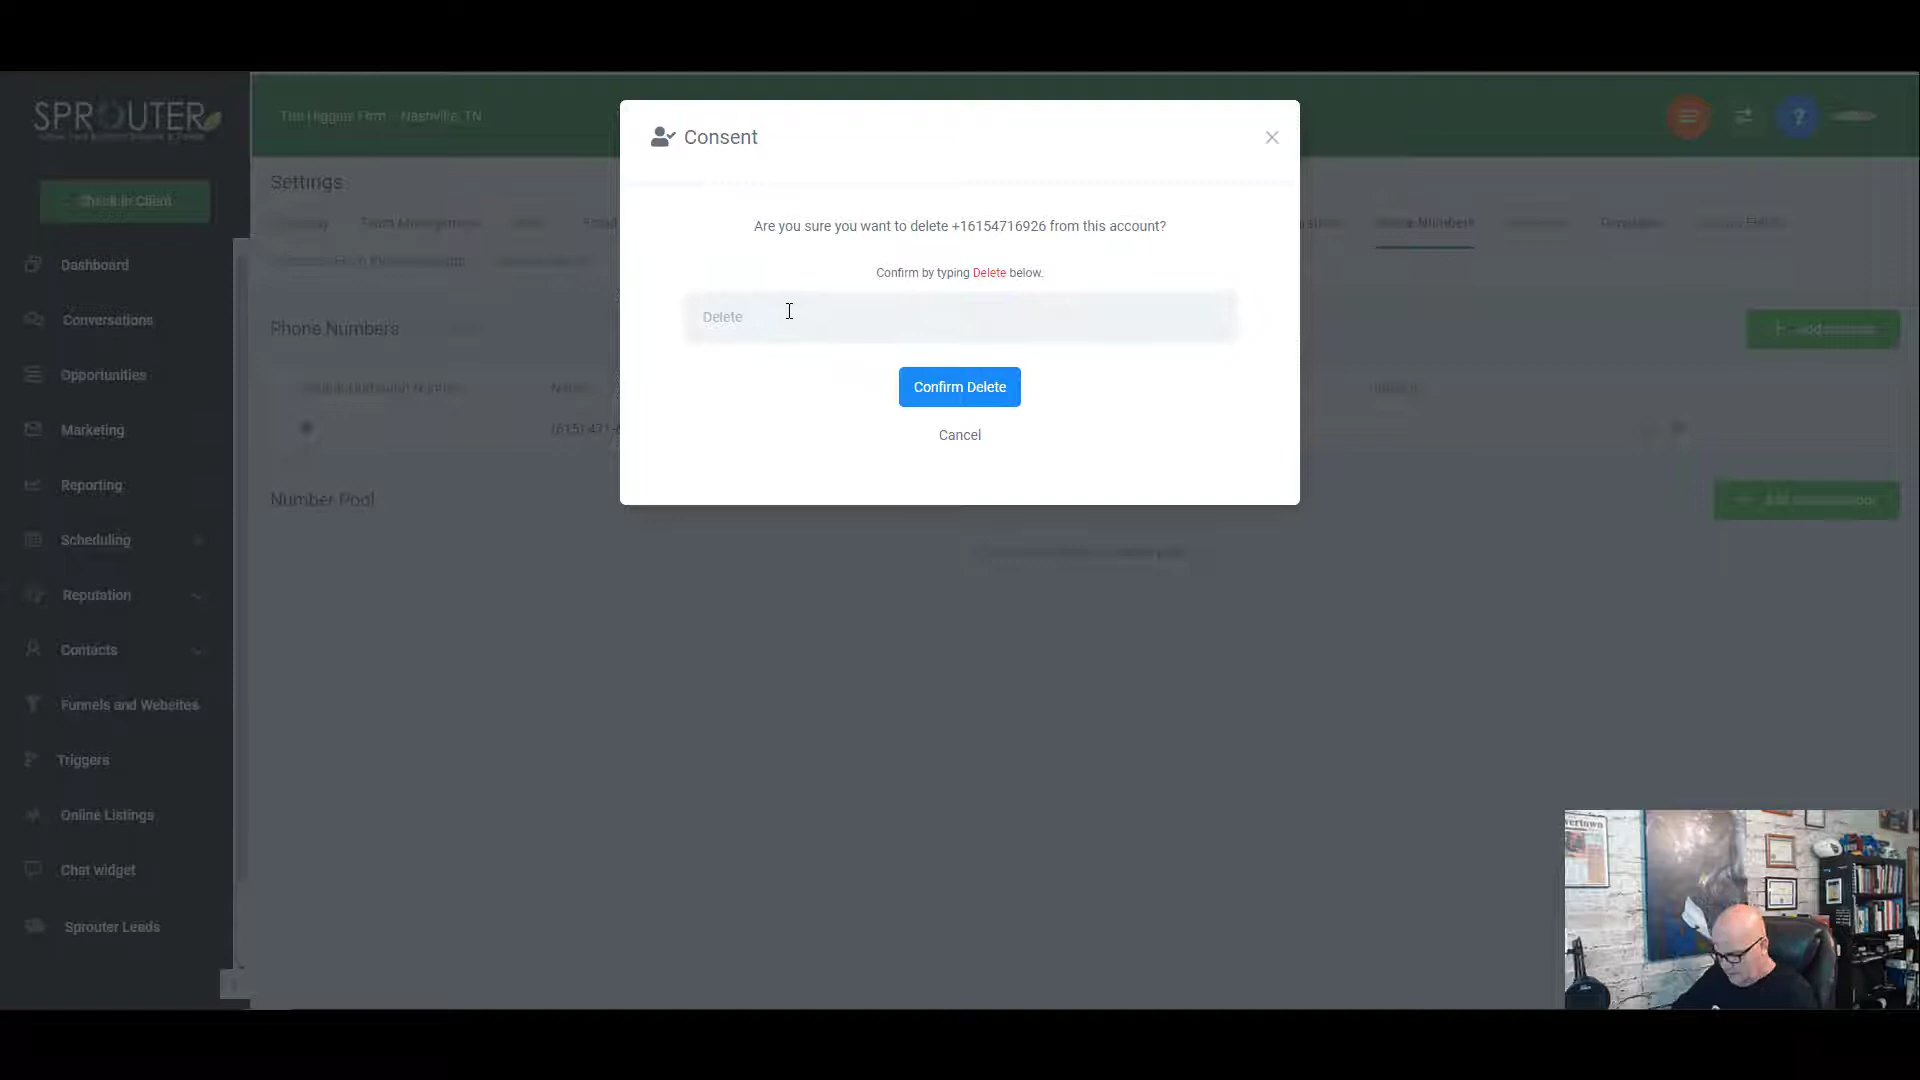 SPROUTER
The Higgins Firm - Nashville, TN
Check In Client
Dashboard
Conversations
Opportunities
Marketing
Reporting
Scheduling
Reputation
Contacts
Funnels and Websites
Triggers
Online Listings
Chat widget
Sprouter Leads
Settings
Team Management
Email
Phone Numbers
Phone Numbers
Name
(615) 471-
Number Pool
Consent
Are you sure you want to delete +16154716926 from this account?
Confirm by typing Delete below.
Delete
Confirm Delete
Cancel
?